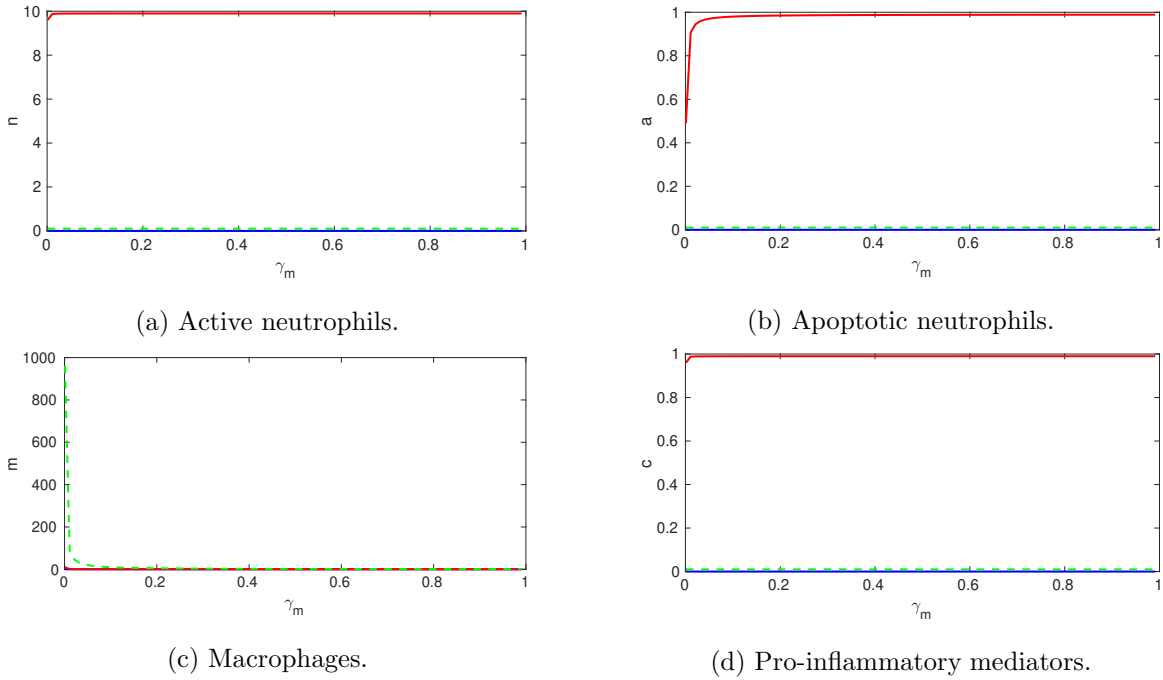 10
8
6
4
2
0
n
0 0.2 0.4 0.6 0.8 1
γm
(a) Active neutrophils.
1
0.8
0.6
0.4
0.2
0
a
0 0.2 0.4 0.6 0.8 1
γm
(b) Apoptotic neutrophils.
1000
800
600
400
200
0
m
0 0.2 0.4 0.6 0.8 1
γm
(c) Macrophages.
1
0.8
0.6
0.4
0.2
0
c
0 0.2 0.4 0.6 0.8 1
γm
(d) Pro-inflammatory mediators.